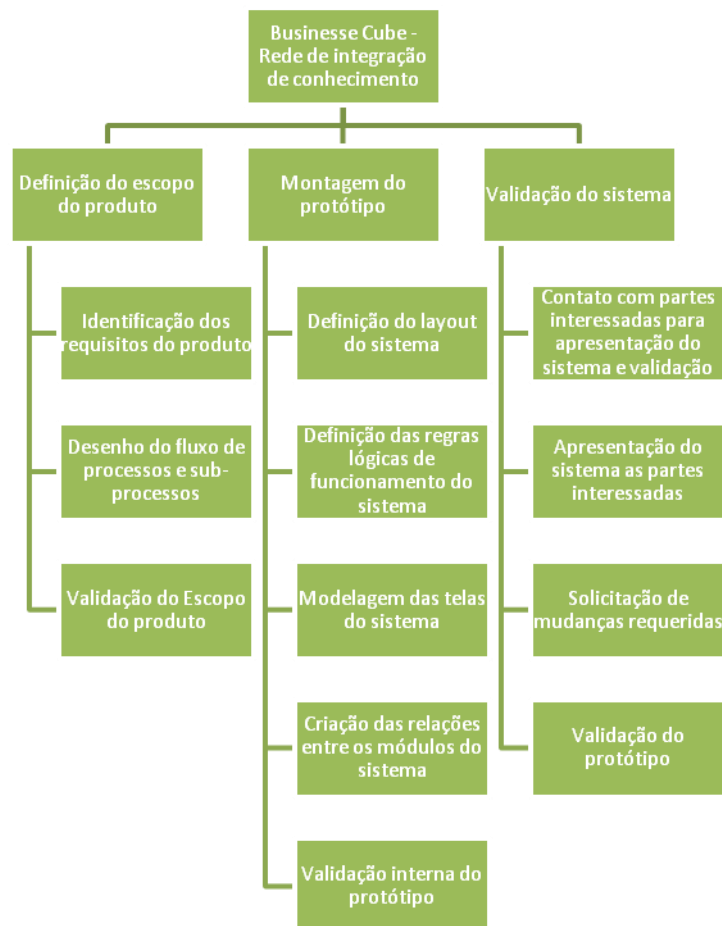 Businesse Cube -
Rede de integração
de conhecimento
Definição do escopo
do produto
Montagem do
protótipo
Validação do sistema
Identificação dos
requisitos do produto
Definição do layout
do sistema
Contato com partes
interessadas para
apresentação do
sistema e validação
Desenho do fluxo de
processos e sub-
processos
Definição das regras
lógicas de
funcionamento do
sistema
Apresentação do
sistema as partes
interessadas
Validação do Escopo
do produto
Modelagem das telas
do sistema
Solicitação de
mudanças requeridas
Criação das relações
entre os módulos do
sistema
Validação do
protótipo
Validação interna do
protótipo